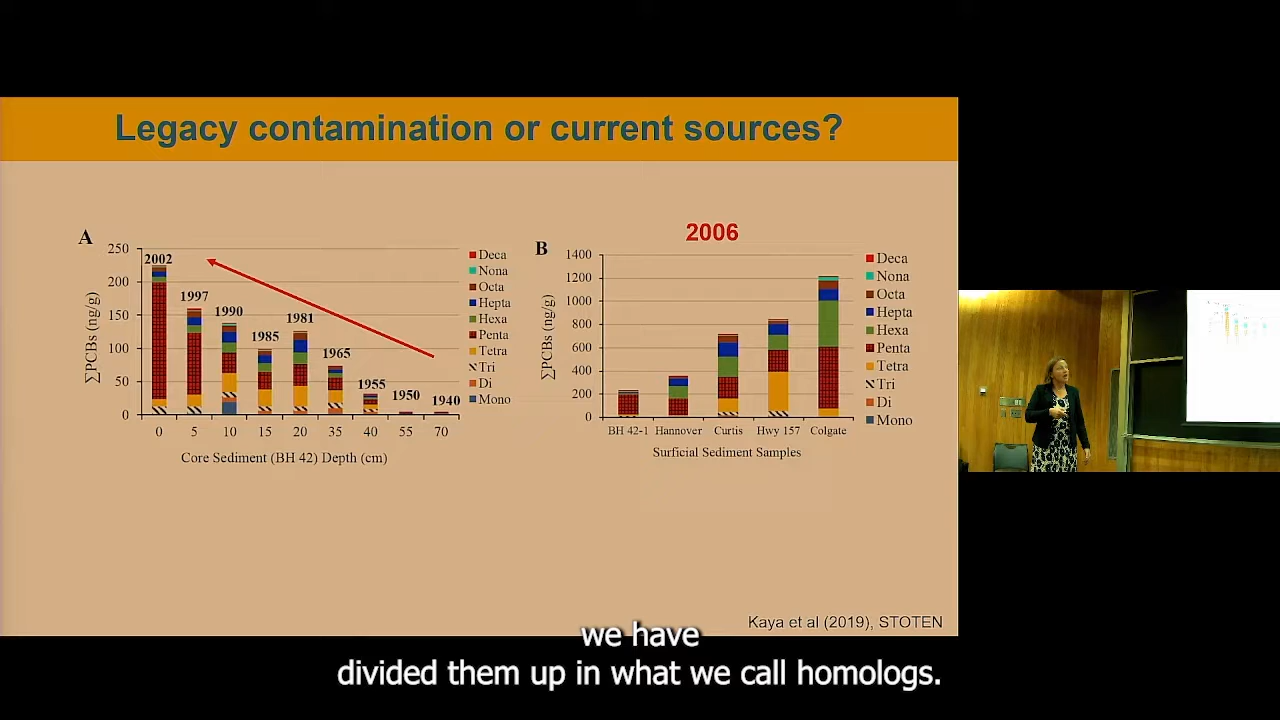 Legacy contamination or current sources?
A
250
200
150
100
50
0
∑PCBs (ng/g)
2002
1997
1990
1985
1981
1965
1955
1950
1940
0 5 10 15 20 35 40 55 70
Core Sediment (BH 42) Depth (cm)
Deca
Nona
Octa
Hepta
Hexa
Penta
Tetra
Tri
Di
Mono
2006
B
1400
1200
1000
800
600
400
200
0
∑PCBs (ng/g)
BH 42-1 Hannover Curtis Hwy 157 Colgate
Surficial Sediment Samples
Deca
Nona
Octa
Hepta
Hexa
Penta
Tetra
Tri
Di
Mono
Kaya et al (2019), STOTEN
we have
divided them up in what we call homologs.